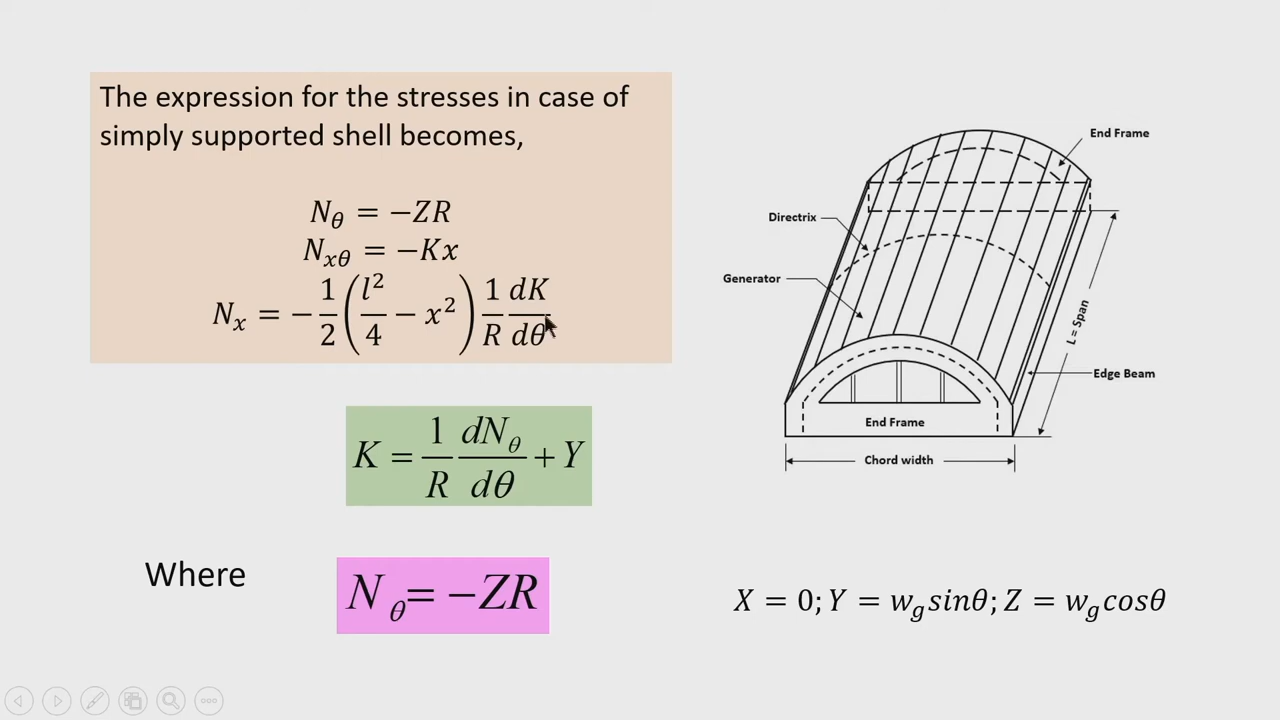 The expression for the stresses in case of
simply supported shell becomes,
N_θ = −ZR
N_xθ = −Kx
N_x = −1/2 (l²/4 − x²) 1/R dK/dθ
K = 1/R dN_θ/dθ + Y
Where
N_θ = −ZR
End Frame
Directrix
Generator
L = Span
Edge Beam
End Frame
Chord width
X = 0; Y = w_g sinθ; Z = w_g cosθ